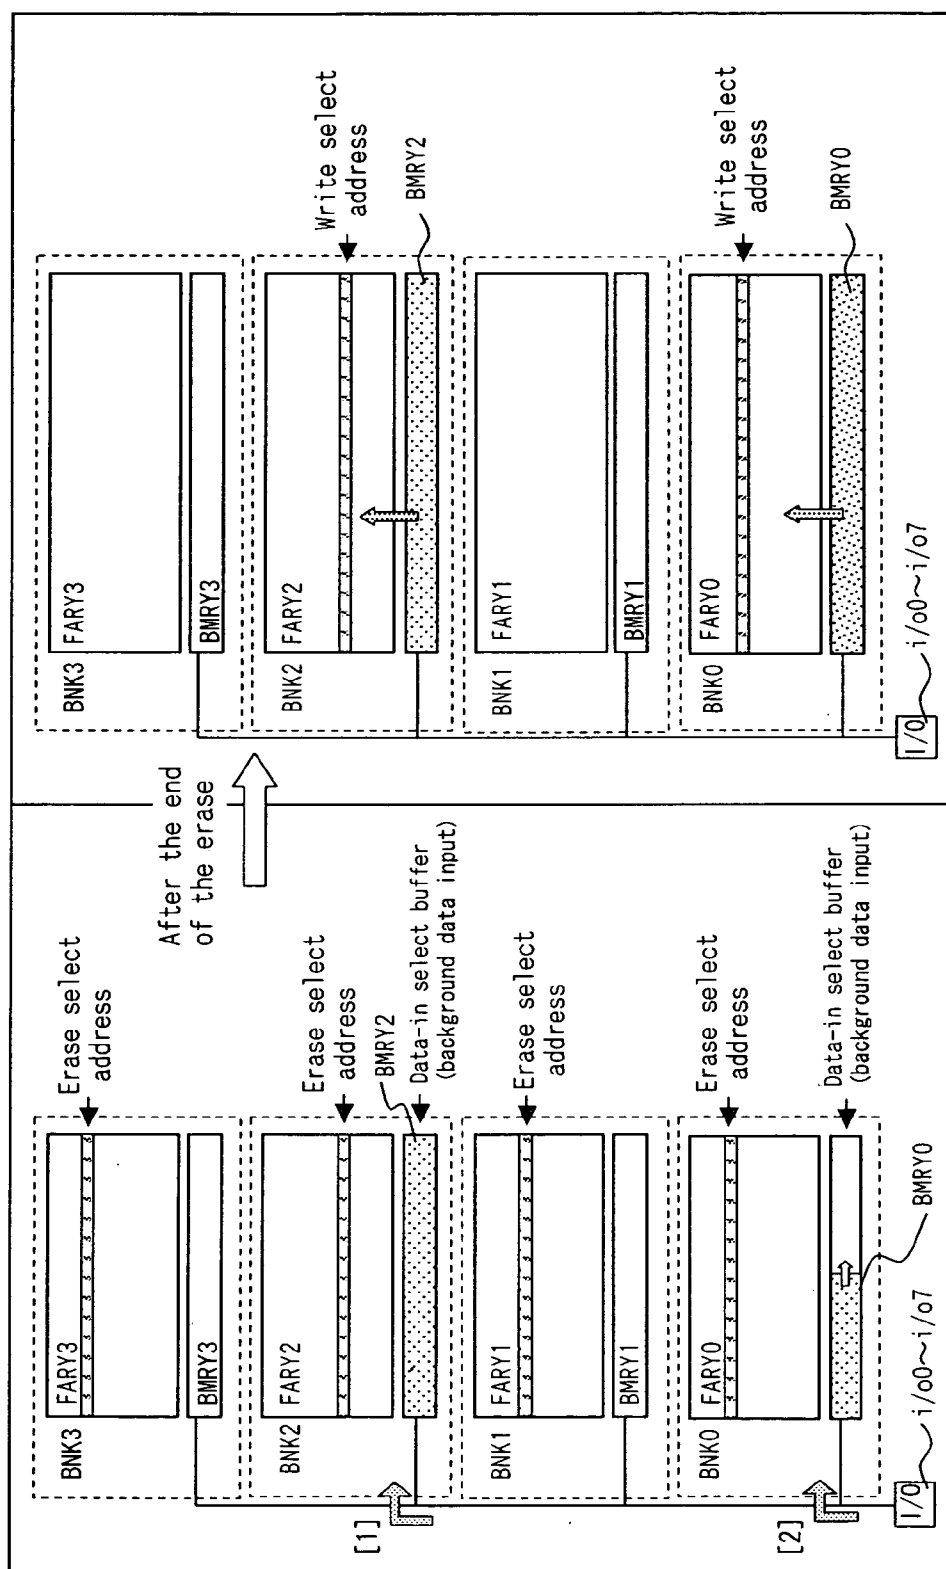 BNK3
FARY3
BMRY3
Erase select
address
BNK2
FARY2
Erase select
address
BMRY2
Data-in select buffer
(background data input)
[1]
BNK1
FARY1
BMRY1
Erase select
address
BNK0
FARY0
Erase select
address
Data-in select buffer
(background data input)
[2]
BMRY0
I/O
i/o0~i/o7
After the end
of the erase
BNK3
FARY3
BMRY3
BNK2
FARY2
Write select
address
BMRY2
BNK1
FARY1
BMRY1
BNK0
FARY0
Write select
address
BMRY0
I/O
i/o0~i/o7